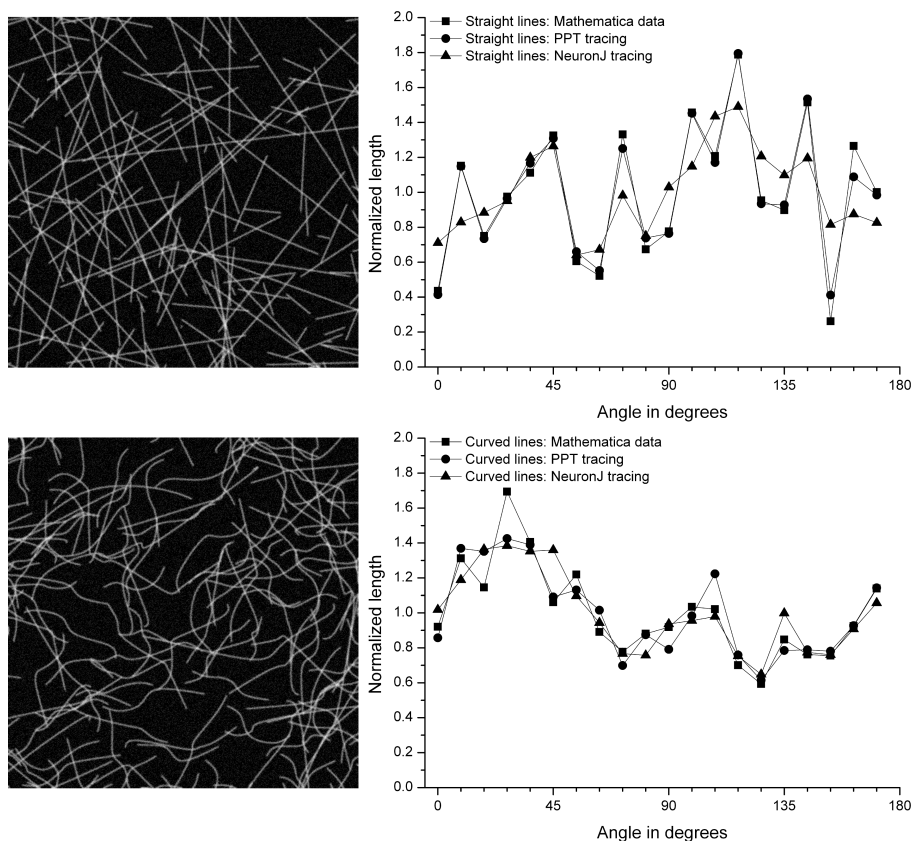 2.0
1.8
1.6
1.4
1.2
1.0
0.8
0.6
0.4
0.2
0.0
Normalized length
Straight lines: Mathematica data
Straight lines: PPT tracing
Straight lines: NeuronJ tracing
0 45 90 135 180
Angle in degrees
2.0
1.8
1.6
1.4
1.2
1.0
0.8
0.6
0.4
0.2
0.0
Normalized length
Curved lines: Mathematica data
Curved lines: PPT tracing
Curved lines: NeuronJ tracing
0 45 90 135 180
Angle in degrees